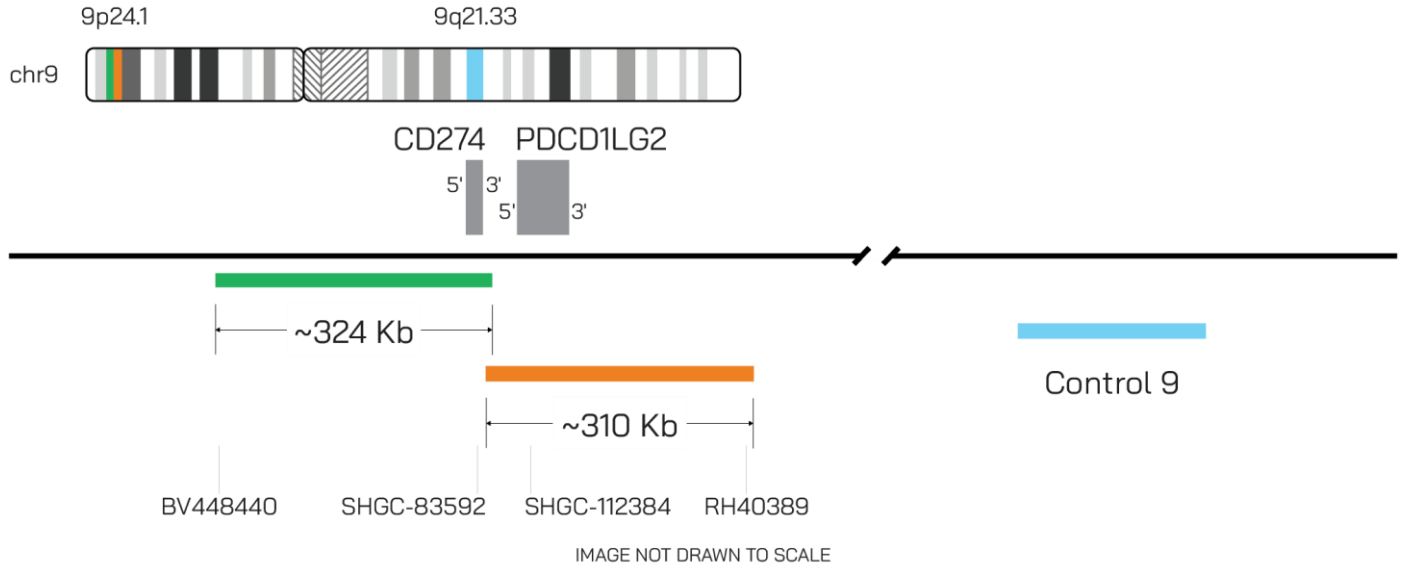 9p24.1 9q21.33
chr9
CD274 PDCD1LG2
5' 3'
5' 3'
~324 Kb
Control 9
~310 Kb
BV448440 SHGC-83592 SHGC-112384 RH40389
IMAGE NOT DRAWN TO SCALE